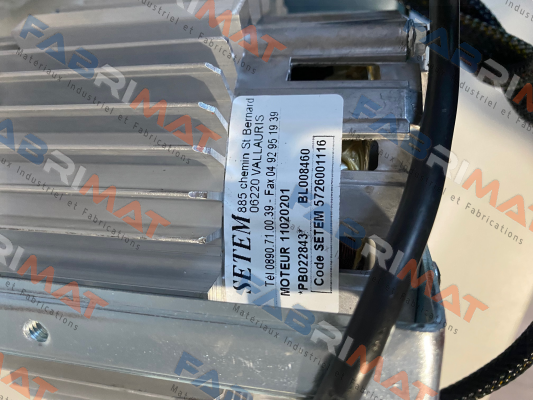 SETEM
885 chemin St Bernard
06220 VALLAURIS
Tél 0890.71.00.39 - Fax 04 92 95 19 39
MOTEUR 11020201
*PB022843* BL008460
Code SETEM 5726001116
FABRIMAT
Matériaux Industriel et Fabrications